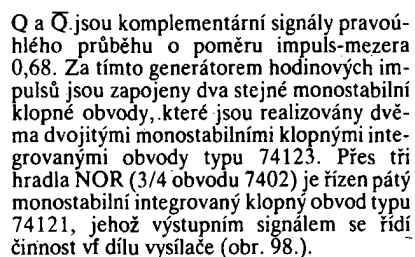 Q a Q̅ jsou komplementární signály pravoú-
hlého průběhu o poměru impuls-mezera
0,68. Za tímto generátorem hodinových im-
pulsů jsou zapojeny dva stejné monostabilní
klopné obvody, které jsou realizovány dvě-
ma dvojitými monostabilními klopnými inte-
grovanými obvody typu 74123. Přes tři
hradla NOR (3/4 obvodu 7402) je řízen pátý
monostabilní integrovaný klopný obvod typu
74121, jehož výstupním signálem se řídí
činnost vf dílu vysílače (obr. 98.).